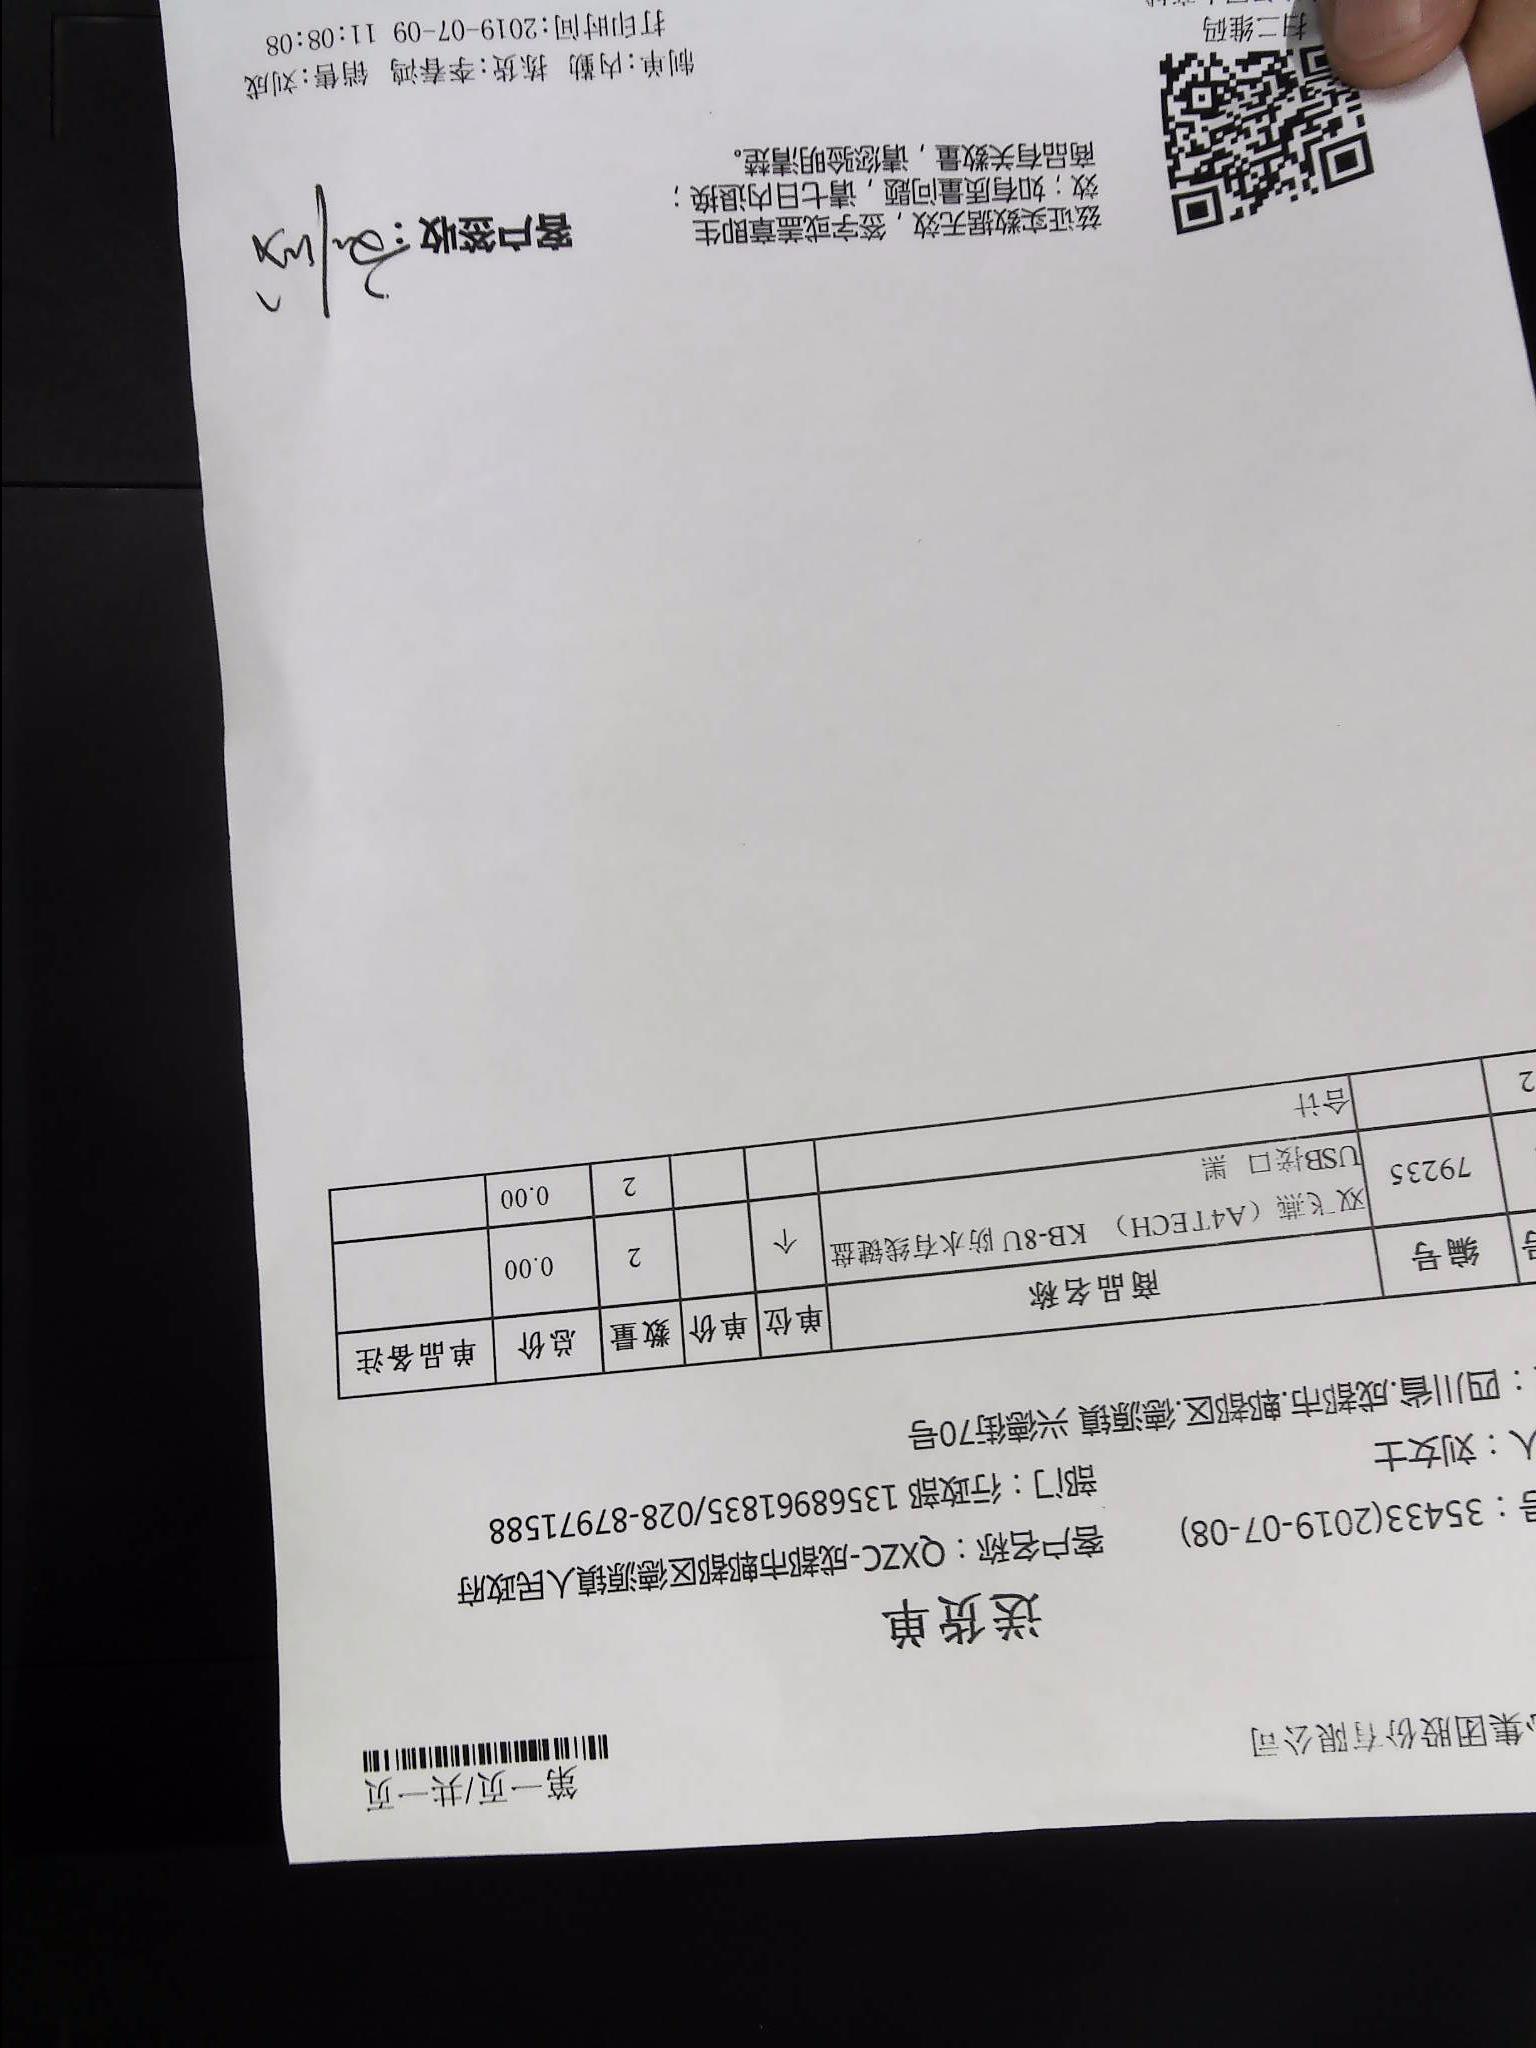 第一页/共一页
集团股份有限公司
送货单
号：35433(2019-07-08) 客户名称：QXZC-成都市郫都区德源镇人民政府
人：刘女士 部门：行政部 13568961835/028-87971588
：四川省.成都市.郫都区.德源镇 兴德街70号
号 编号 商品名称 单位 单价 数量 总价 单品备注
79235 双飞燕（A4TECH） KB-8U 防水有线键盘 个 2 0.00
USB接口 黑
2 合计 2 0.00
兹证实数据无效，签字或盖章即生
效；如有质量问题，请七日内退换；
商品有关数量，请您验明清楚。
客户签收：
扫二维码
制单:内勤 拣货:李春鸿 销售:刘成
打印时间:2019-07-09 11:08:08